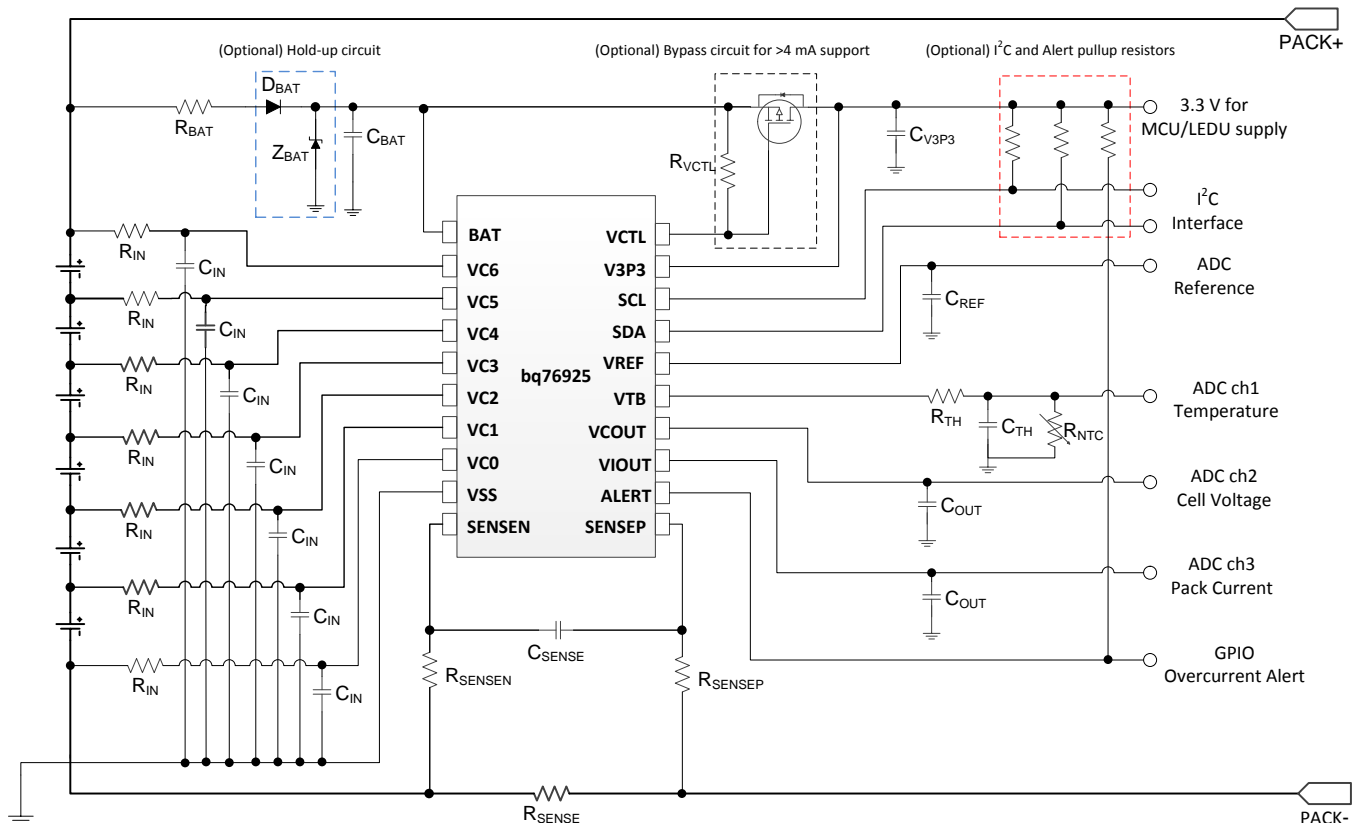 (Optional) Hold-up circuit
(Optional) Bypass circuit for >4 mA support
(Optional) I²C and Alert pullup resistors
PACK+
DBAT
RBAT
ZBAT
CBAT
RVCTL
CV3P3
3.3 V for
MCU/LEDU supply
I²C
Interface
ADC
Reference
CREF
ADC ch1
Temperature
RTH
CTH
RNTC
ADC ch2
Cell Voltage
COUT
ADC ch3
Pack Current
COUT
GPIO
Overcurrent Alert
bq76925
BAT
VC6
VC5
VC4
VC3
VC2
VC1
VC0
VSS
SENSEN
VCTL
V3P3
SCL
SDA
VREF
VTB
VCOUT
VIOUT
ALERT
SENSEP
RIN
CIN
RIN
CIN
RIN
CIN
RIN
CIN
RIN
CIN
RIN
CIN
RIN
CIN
CSENSE
RSENSEN
RSENSEP
RSENSE
PACK-